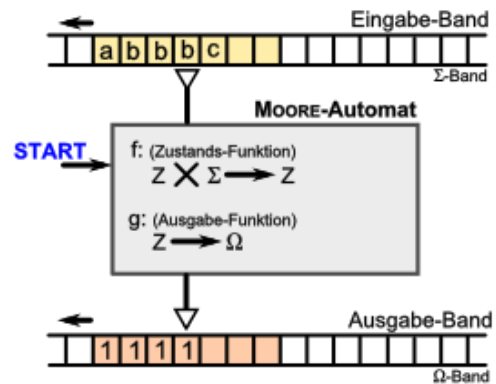 Eingabe-Band
a b b b c
Σ-Band
MOORE-Automat
START
f: (Zustands-Funktion)
Z X Σ → Z
g: (Ausgabe-Funktion)
Z → Ω
Ausgabe-Band
1 1 1 1
Ω-Band